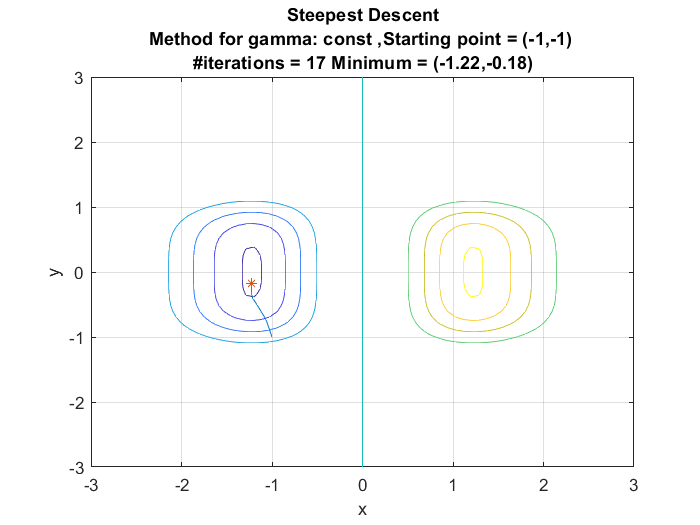 Steepest Descent
Method for gamma: const ,Starting point = (-1,-1)
#iterations = 17 Minimum = (-1.22,-0.18)
3
2
1
0
-1
-2
-3
y
-3 -2 -1 0 1 2 3
x